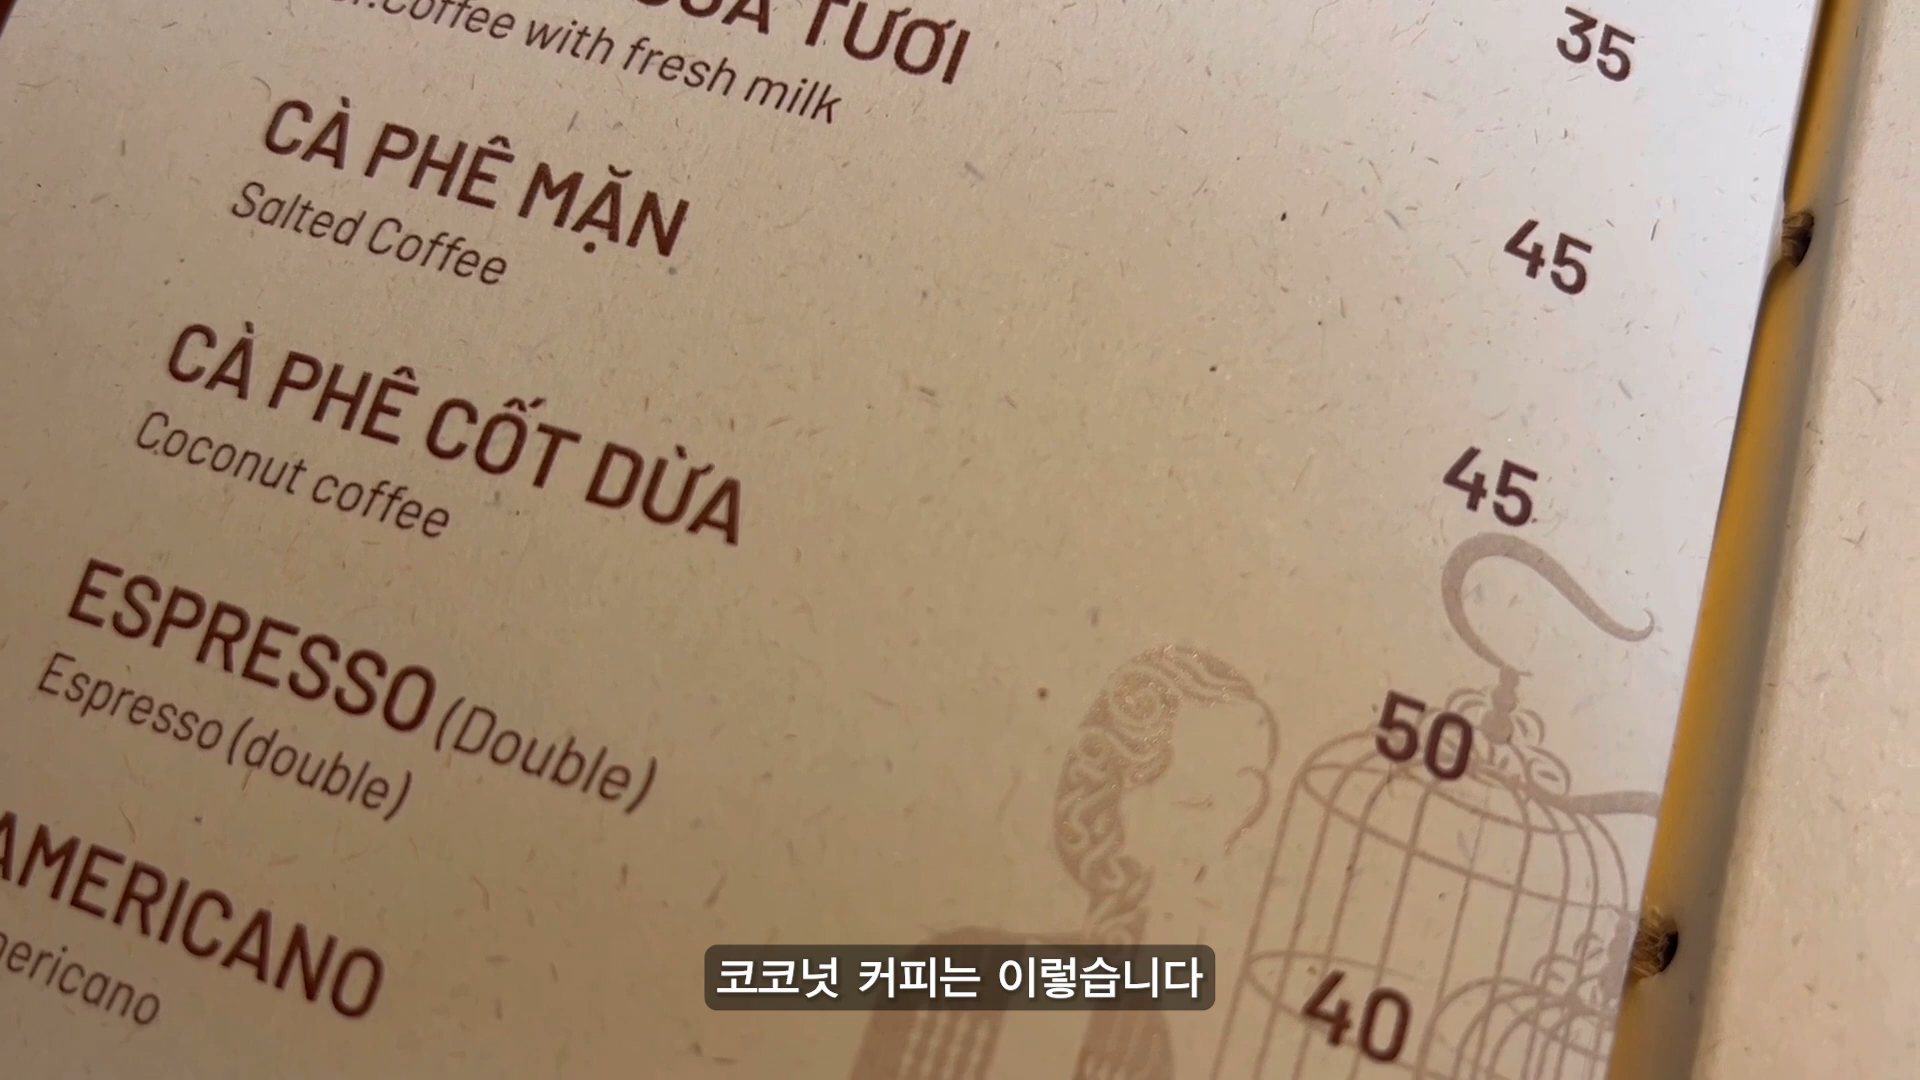 TƯƠI 35
Coffee with fresh milk
CÀ PHÊ MẶN 45
Salted Coffee
CÀ PHÊ CỐT DỪA 45
Coconut coffee
ESPRESSO (Double) 50
Espresso (double)
AMERICANO 40
코코넛 커피는 이렇습니다